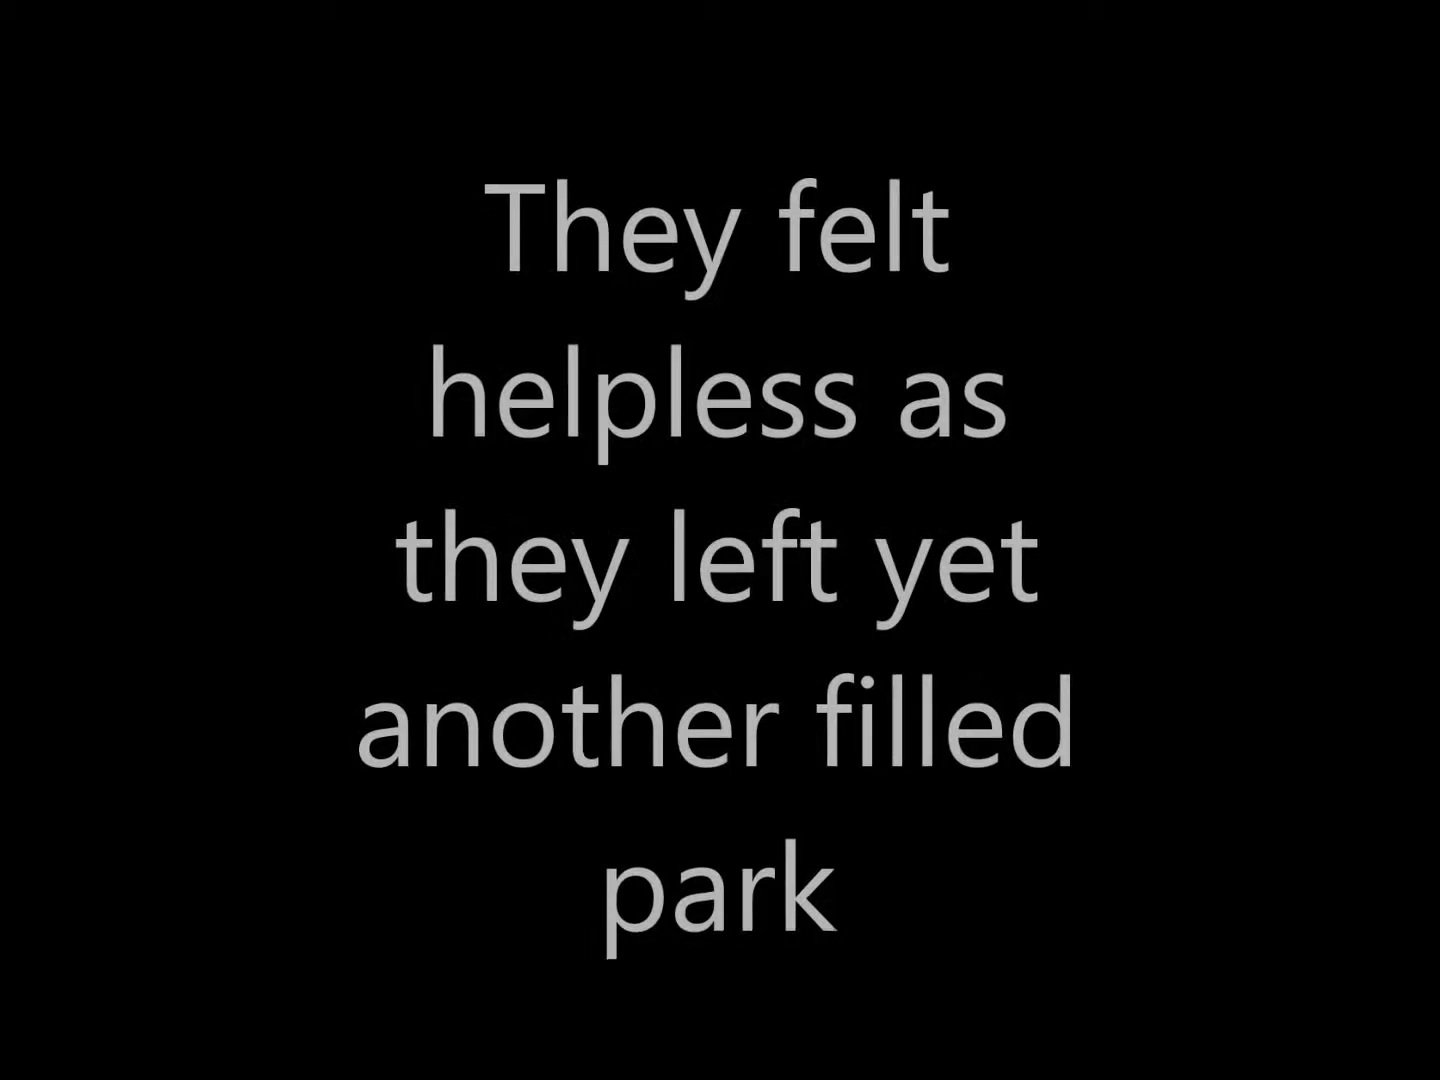 They felt
helpless as
they left yet
another filled
park